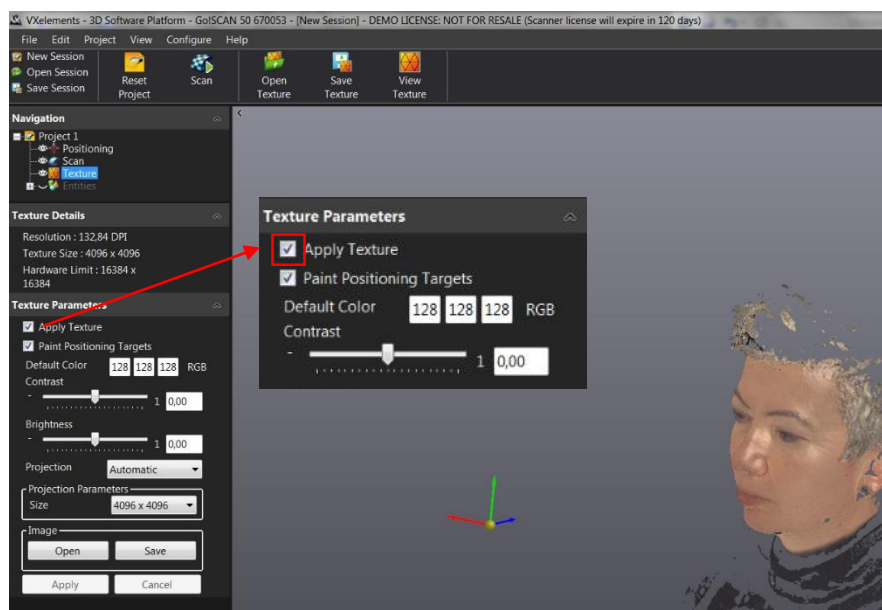 VXelements - 3D Software Platform - Go!SCAN 50 670053 - [New Session] - DEMO LICENSE: NOT FOR RESALE (Scanner license will expire in 120 days)
File Edit Project View Configure Help
New Session
Open Session
Save Session
Reset Project
Scan
Open Texture
Save Texture
View Texture
Navigation
Project 1
Positioning
Scan
Texture
Entities
Texture Details
Resolution : 132,84 DPI
Texture Size : 4096 x 4096
Hardware Limit : 16384 x
16384
Texture Parameters
Apply Texture
Paint Positioning Targets
Default Color 128 128 128 RGB
Contrast
- 1 0,00
Brightness
- 1 0,00
Projection Automatic
Projection Parameters
Size 4096 x 4096
Image
Open Save
Apply Cancel
Texture Parameters
Apply Texture
Paint Positioning Targets
Default Color 128 128 128 RGB
Contrast
- 1 0,00